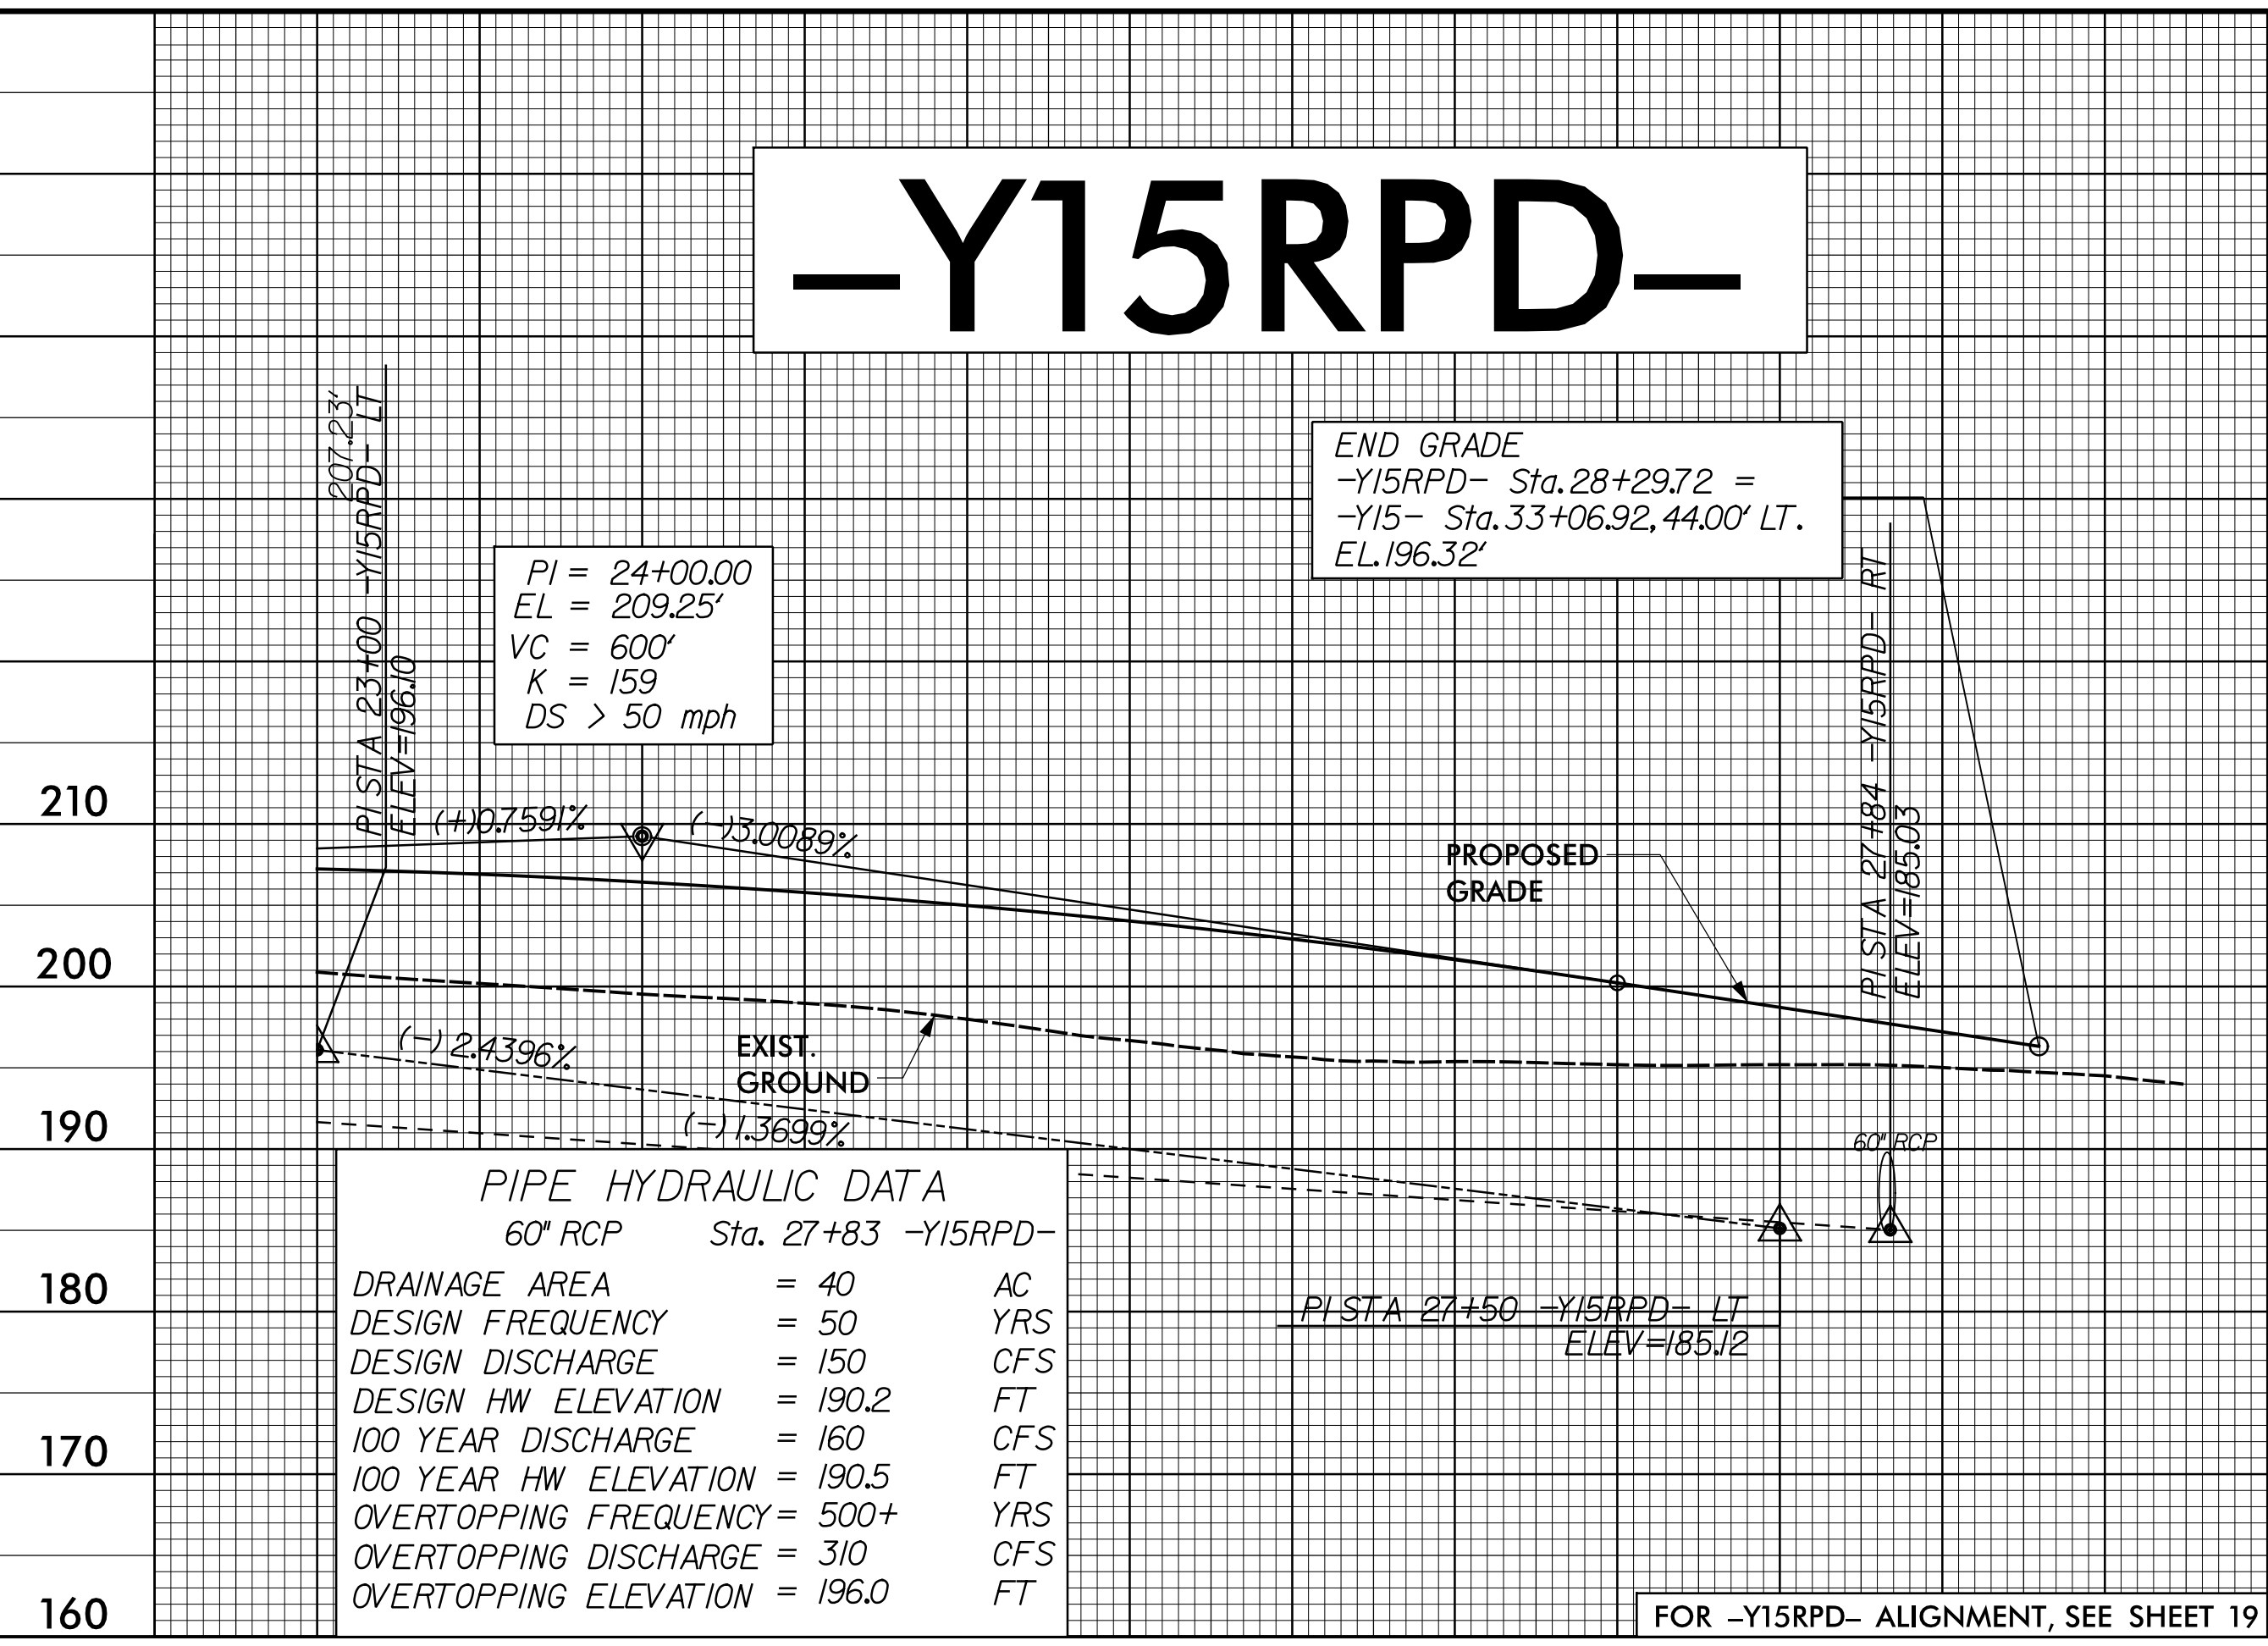 -Y15RPD-
207.23'
PI STA 23+00 -Y15RPD- LT
ELEV=196.10
PI = 24+00.00
EL = 209.25'
VC = 600'
K = 159
DS > 50 mph
END GRADE
-Y15RPD- Sta. 28+29.72 =
-Y15- Sta. 33+06.92, 44.00' LT.
EL. 196.32'
PI STA 27+84 -Y15RPD- RT
ELEV=185.03
210
(+)0.7591%
(-)3.0089%
PROPOSED
GRADE
200
(-) 2.4396%
EXIST.
GROUND
190
(-) 1.3699%
60" RCP
PIPE HYDRAULIC DATA
60" RCP Sta. 27+83 -Y15RPD-
DRAINAGE AREA = 40 AC
DESIGN FREQUENCY = 50 YRS
DESIGN DISCHARGE = 150 CFS
DESIGN HW ELEVATION = 190.2 FT
100 YEAR DISCHARGE = 160 CFS
100 YEAR HW ELEVATION = 190.5 FT
OVERTOPPING FREQUENCY = 500+ YRS
OVERTOPPING DISCHARGE = 310 CFS
OVERTOPPING ELEVATION = 196.0 FT
180
PI STA 27+50 -Y15RPD- LT
ELEV=185.12
170
160
FOR -Y15RPD- ALIGNMENT, SEE SHEET 19